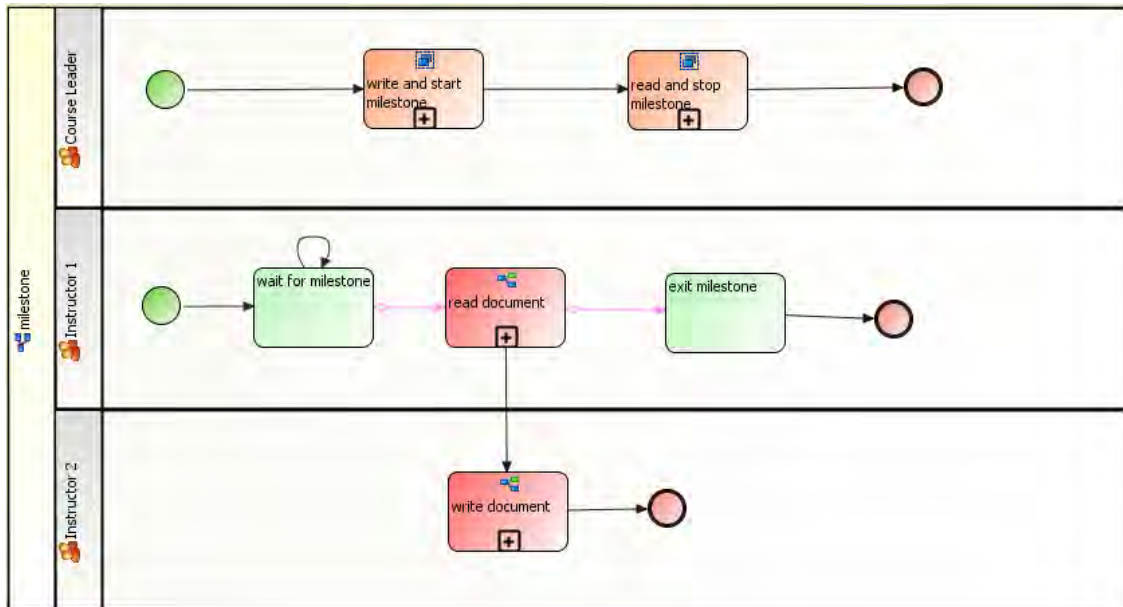 milestone
Course Leader
write and start
milestone
read and stop
milestone
Instructor 1
wait for milestone
read document
exit milestone
Instructor 2
write document